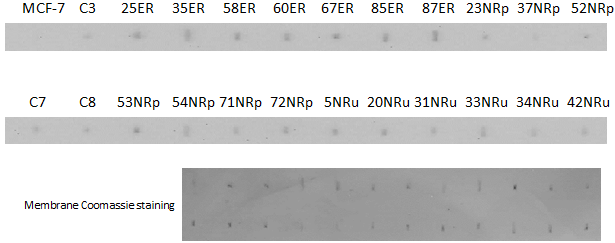 MCF-7 C3 25ER 35ER 58ER 60ER 67ER 85ER 87ER 23NRp 37NRp 52NRp
C7 C8 53NRp 54NRp 71NRp 72NRp 5NRu 20NRu 31NRu 33NRu 34NRu 42NRu
Membrane Coomassie staining